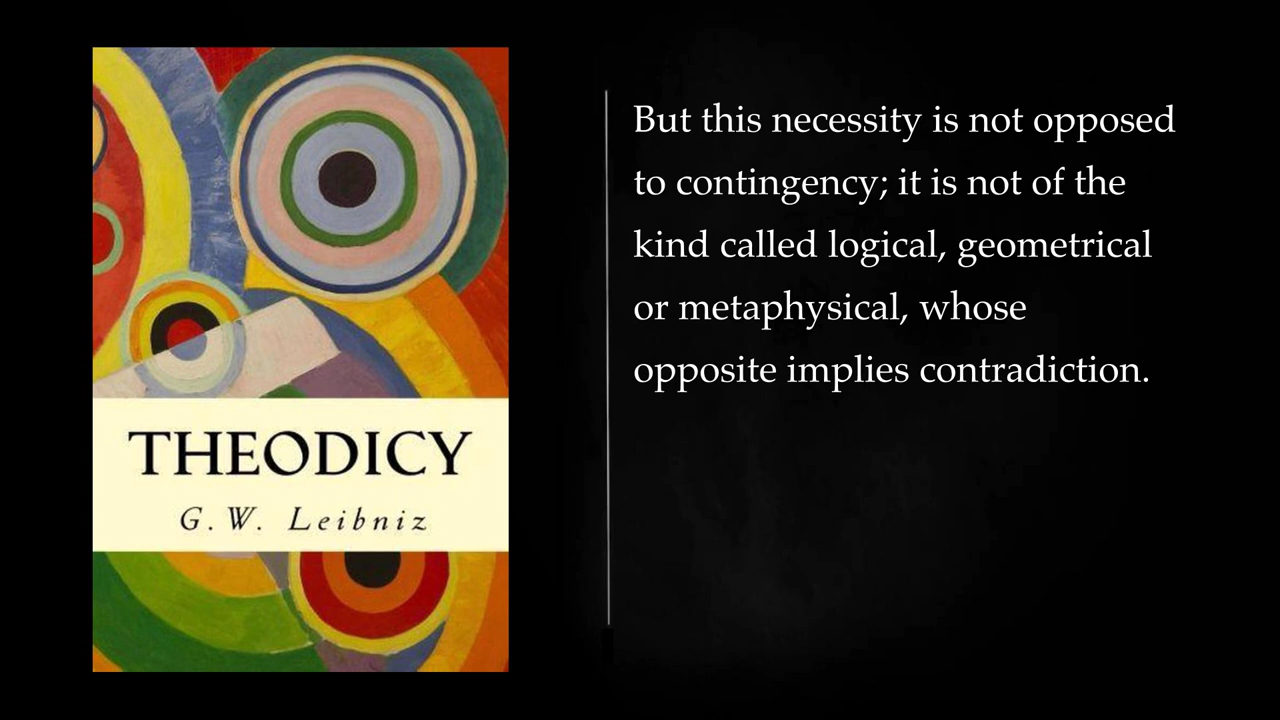 THEODICY
G. W. Leibniz
But this necessity is not opposed
to contingency; it is not of the
kind called logical, geometrical
or metaphysical, whose
opposite implies contradiction.